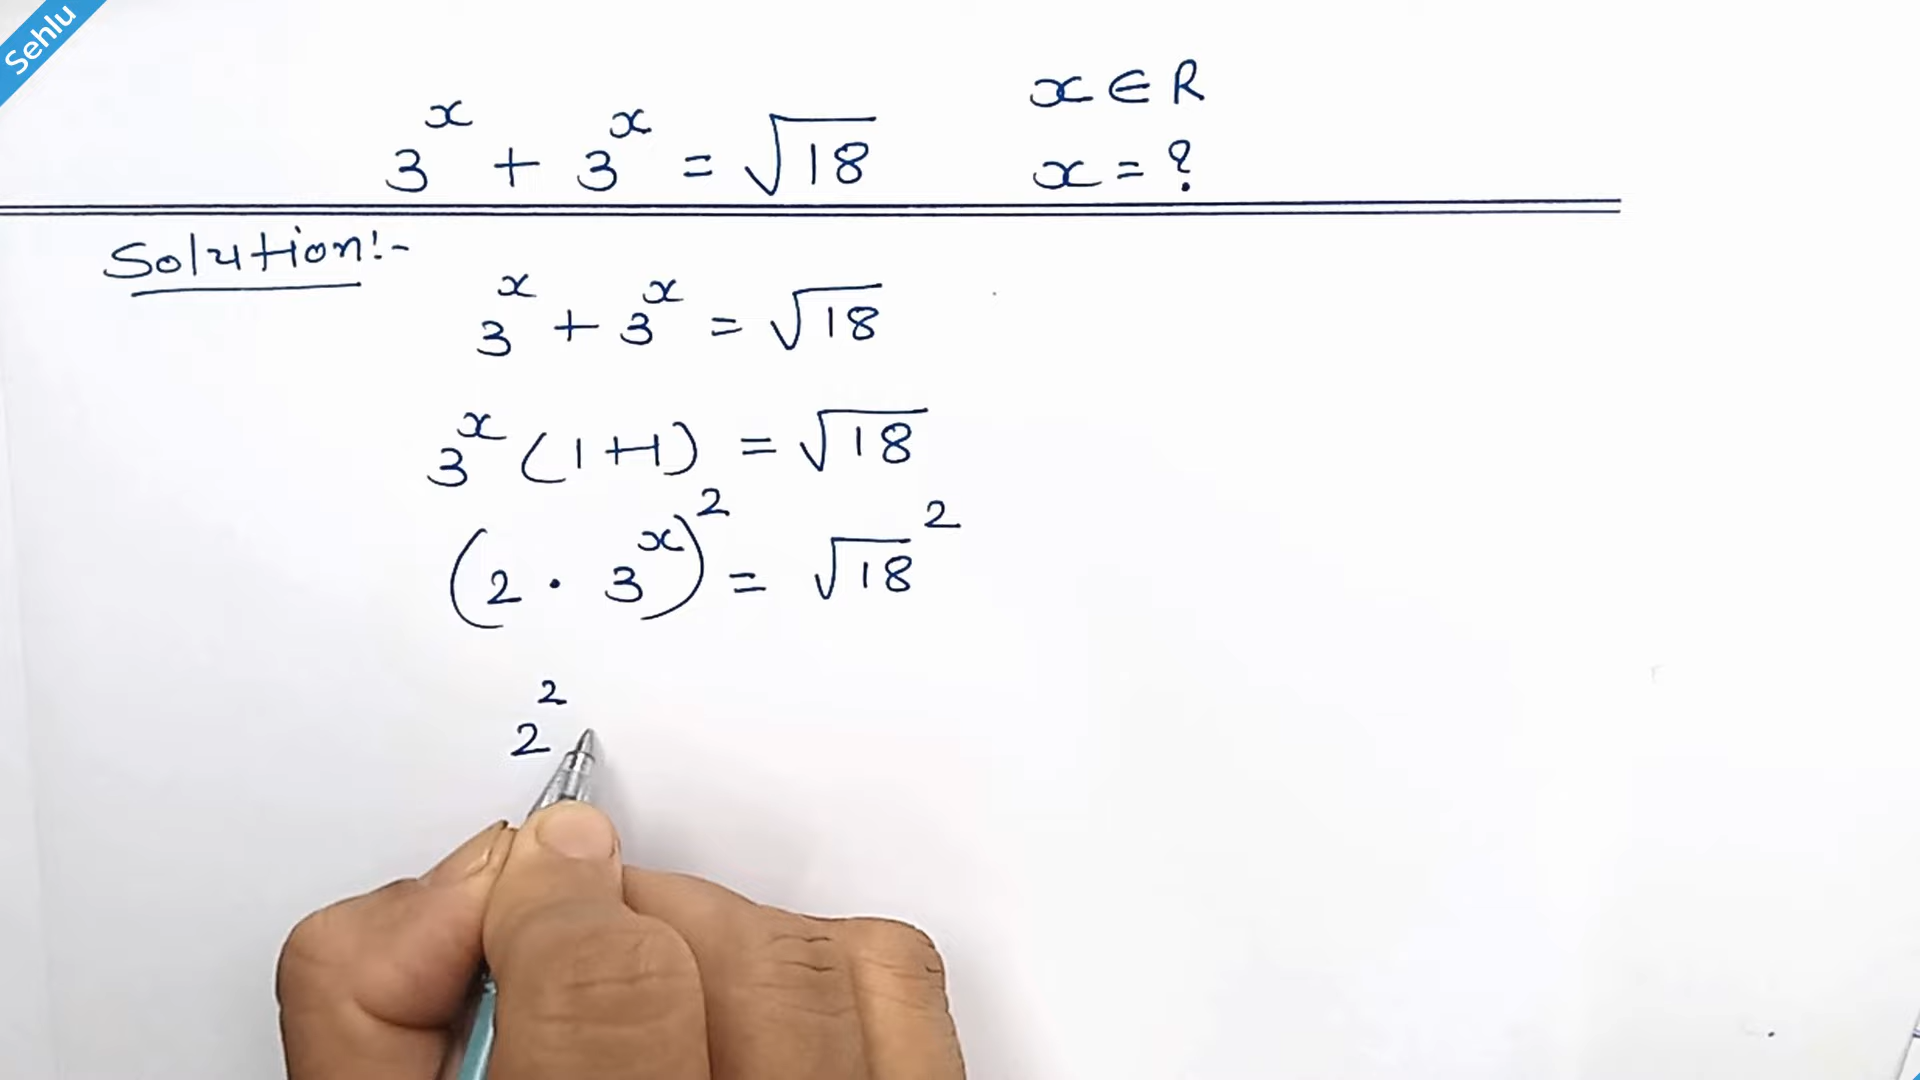 Sehlu
3^x + 3^x = √18
x ∈ R
x = ?
Solution:-
3^x + 3^x = √18
3^x (1+1) = √18
(2 · 3^x)^2 = √18^2
2^2